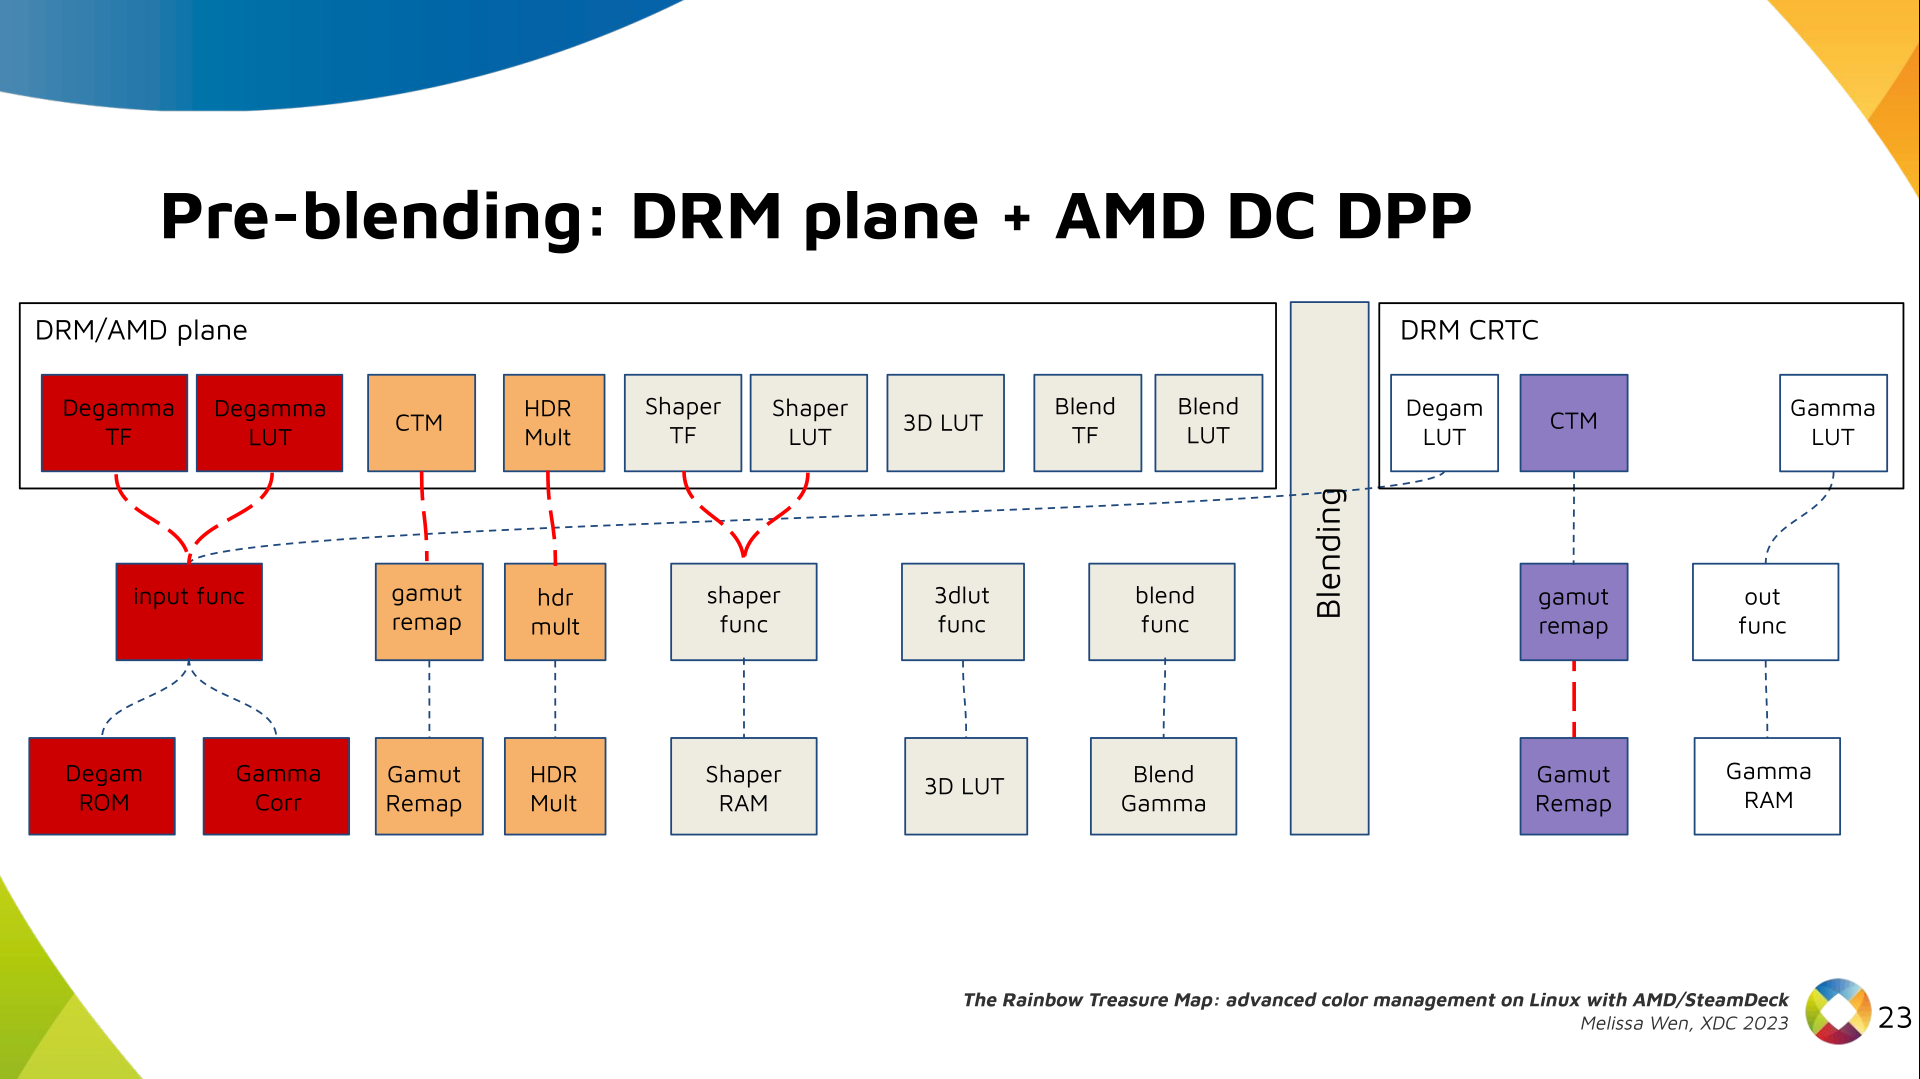 Pre-blending: DRM plane + AMD DC DPP
DRM/AMD plane
DRM CRTC
Degamma
TF
Degamma
LUT
CTM
HDR
Mult
Shaper
TF
Shaper
LUT
3D LUT
Blend
TF
Blend
LUT
Degam
LUT
CTM
Gamma
LUT
Blending
input func
gamut
remap
hdr
mult
shaper
func
3dlut
func
blend
func
gamut
remap
out
func
Degam
ROM
Gamma
Corr
Gamut
Remap
HDR
Mult
Shaper
RAM
3D LUT
Blend
Gamma
Gamut
Remap
Gamma
RAM
The Rainbow Treasure Map: advanced color management on Linux with AMD/SteamDeck
Melissa Wen, XDC 2023
23